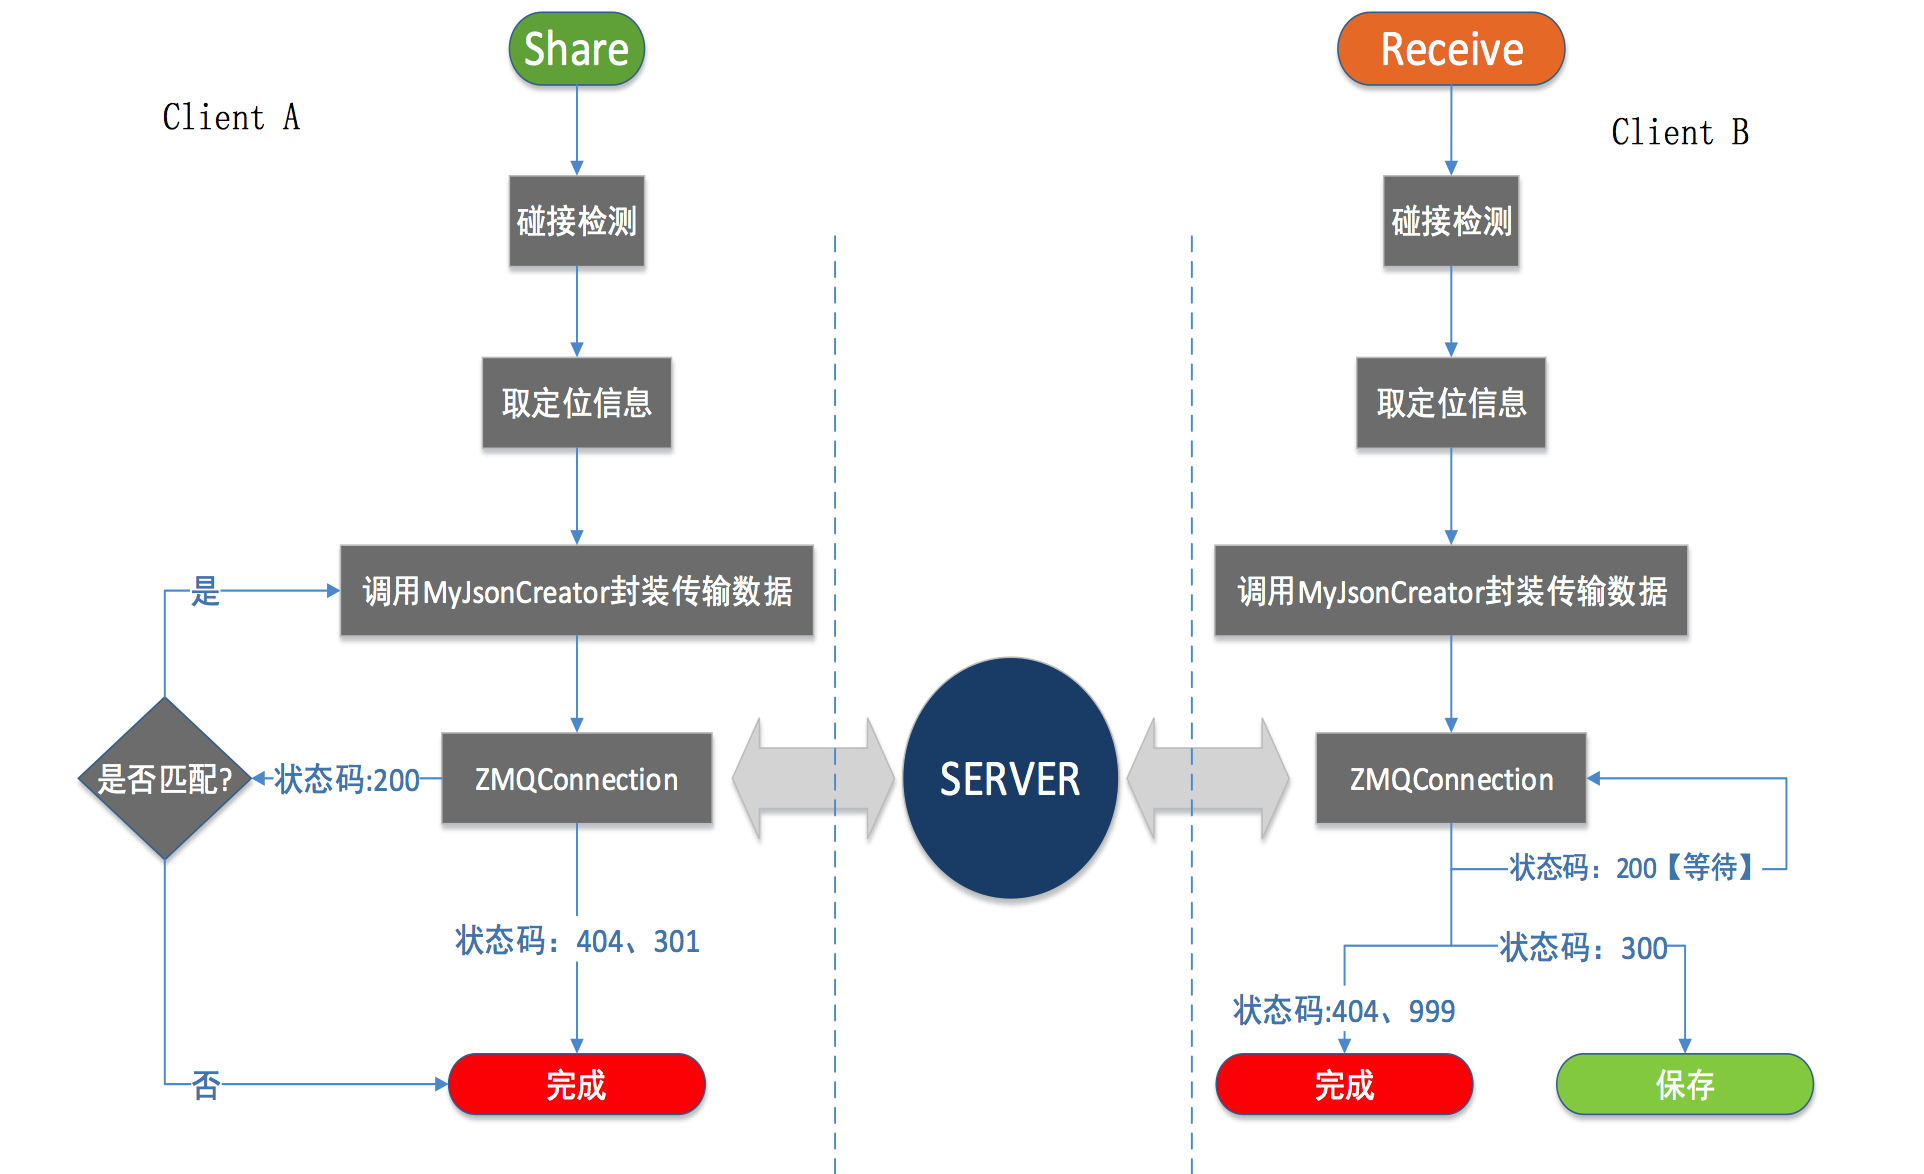 Share
Receive
Client A
Client B
碰接检测
碰接检测
取定位信息
取定位信息
调用MyJsonCreator封装传输数据
调用MyJsonCreator封装传输数据
是
是否匹配?
状态码:200
ZMQConnection
SERVER
ZMQConnection
状态码：200【等待】
状态码：404、301
状态码：300
状态码:404、999
否
完成
完成
保存